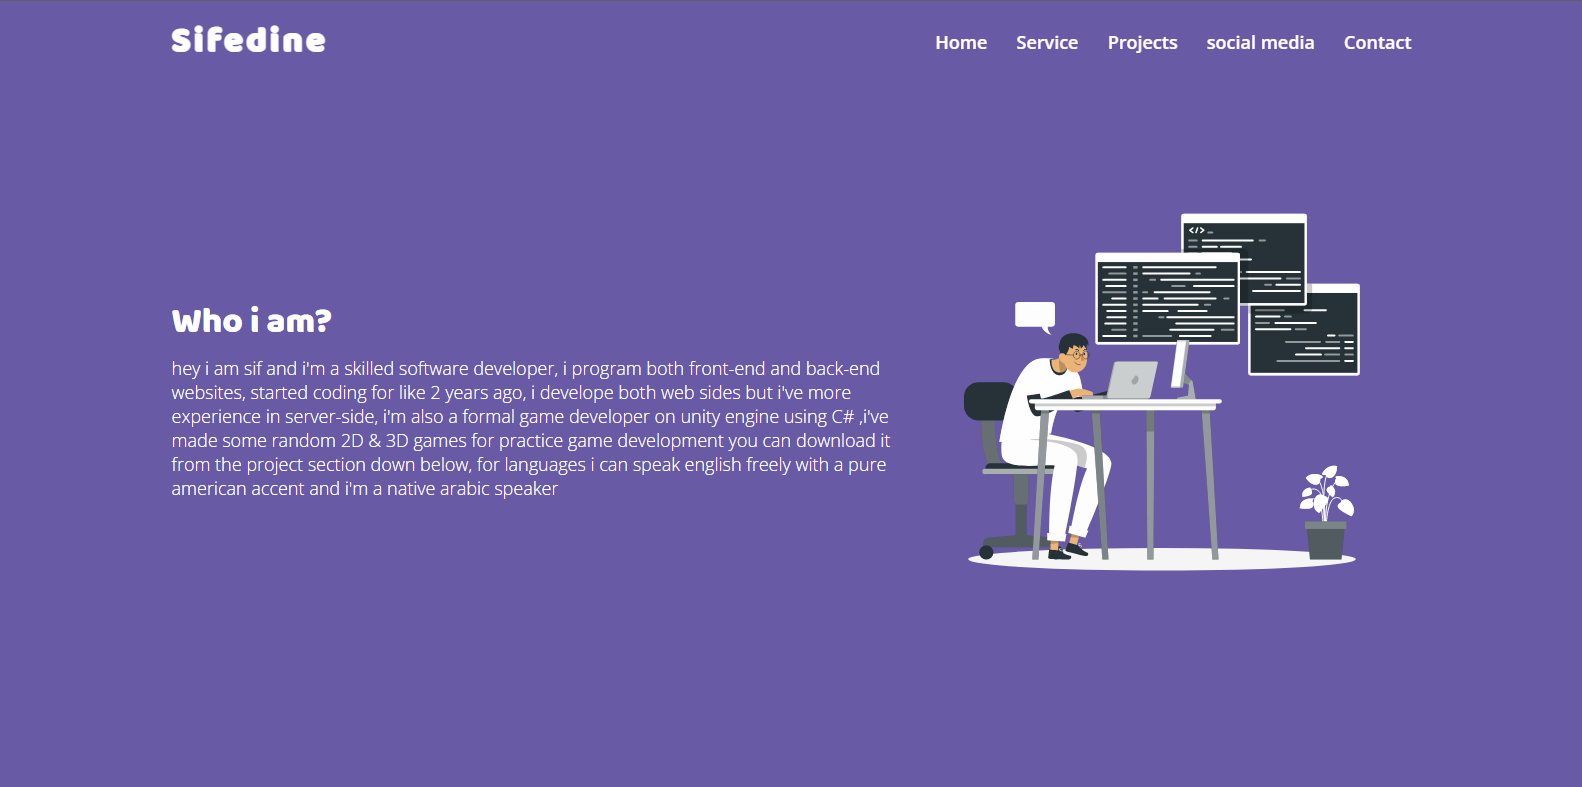 Sifedine
Home Service Projects social media Contact
</>
Who i am?
hey i am sif and i'm a skilled software developer, i program both front-end and back-end
websites, started coding for like 2 years ago, i develope both web sides but i've more
experience in server-side, i'm also a formal game developer on unity engine using C# ,i've
made some random 2D & 3D games for practice game development you can download it
from the project section down below, for languages i can speak english freely with a pure
american accent and i'm a native arabic speaker